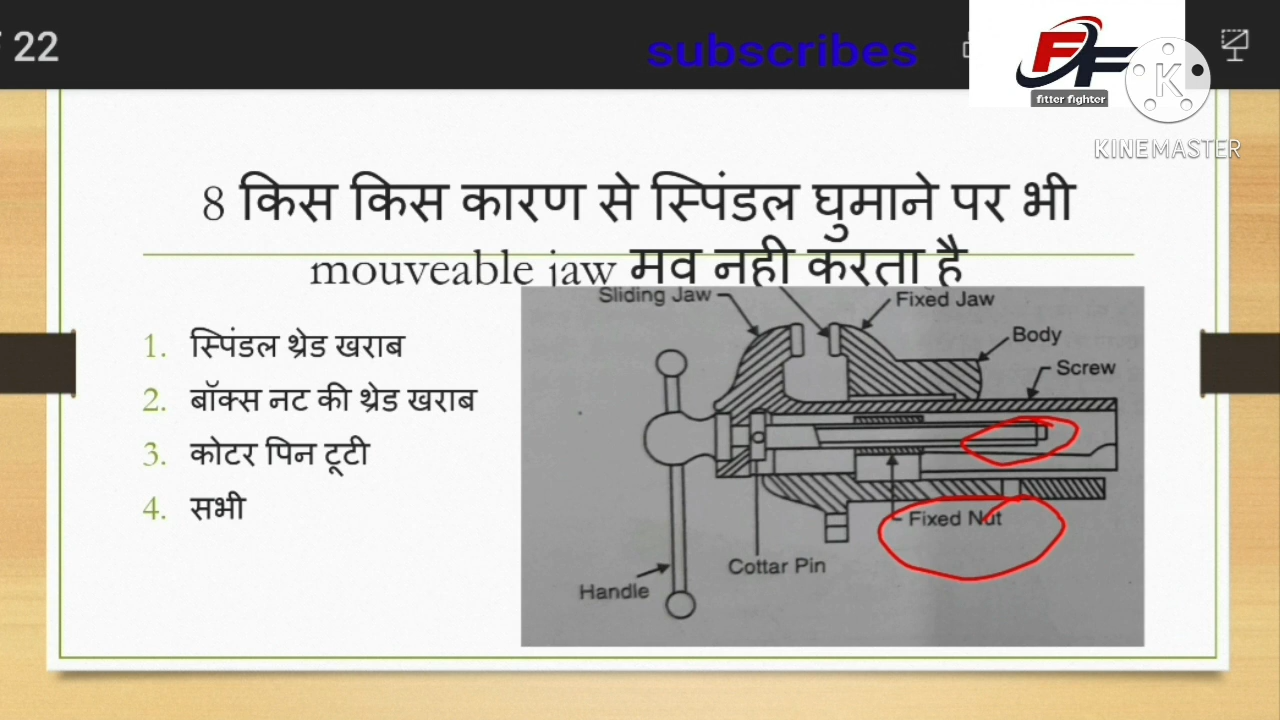 22
subscribes
FF
fitter fighter
K
KINEMASTER
8 किस किस कारण से स्पिंडल घुमाने पर भी
mouveable jaw मव नही करता है
1. स्पिंडल थ्रेड खराब
2. बॉक्स नट की थ्रेड खराब
3. कोटर पिन टूटी
4. सभी
Sliding Jaw
Fixed Jaw
Body
Screw
Fixed Nut
Cottar Pin
Handle